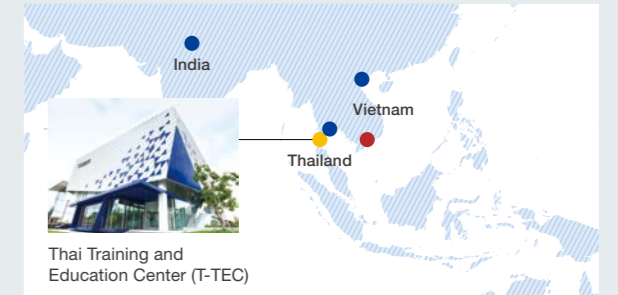 India
Vietnam
Thailand
Thai Training and
Education Center (T-TEC)